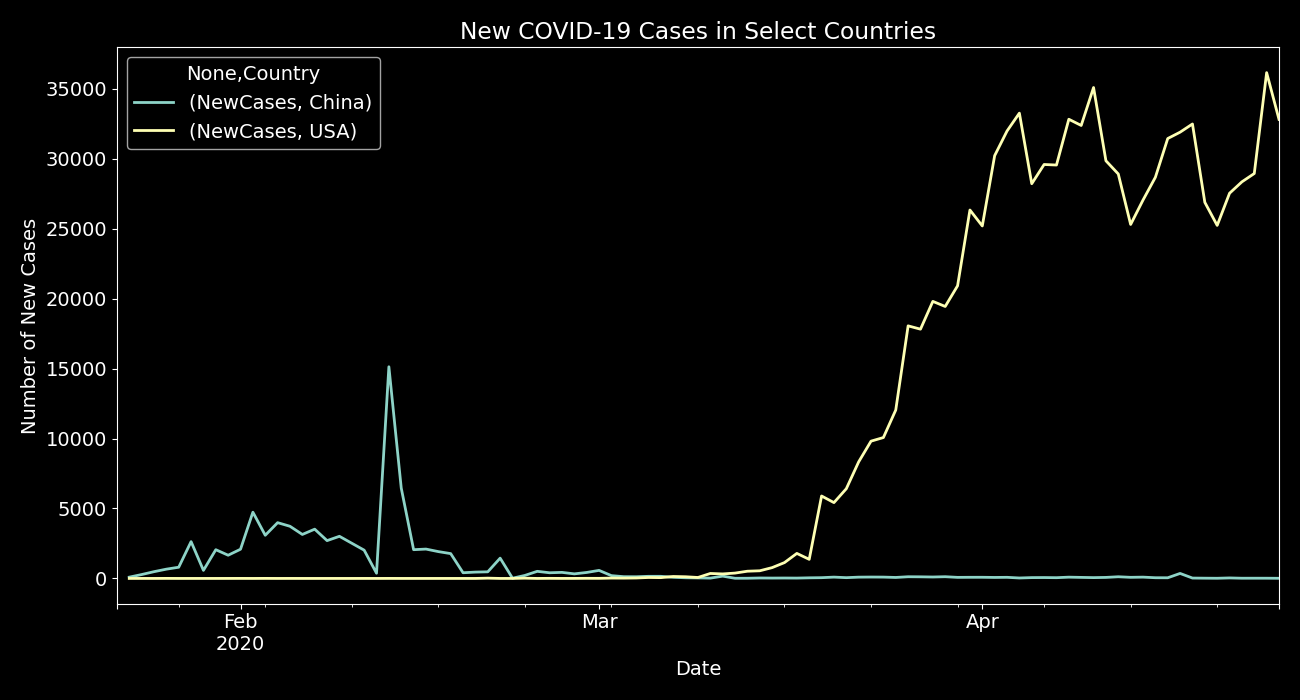 New COVID-19 Cases in Select Countries
None,Country
(NewCases, China)
(NewCases, USA)
Number of New Cases
35000
30000
25000
20000
15000
10000
5000
0
Feb
2020
Mar
Apr
Date